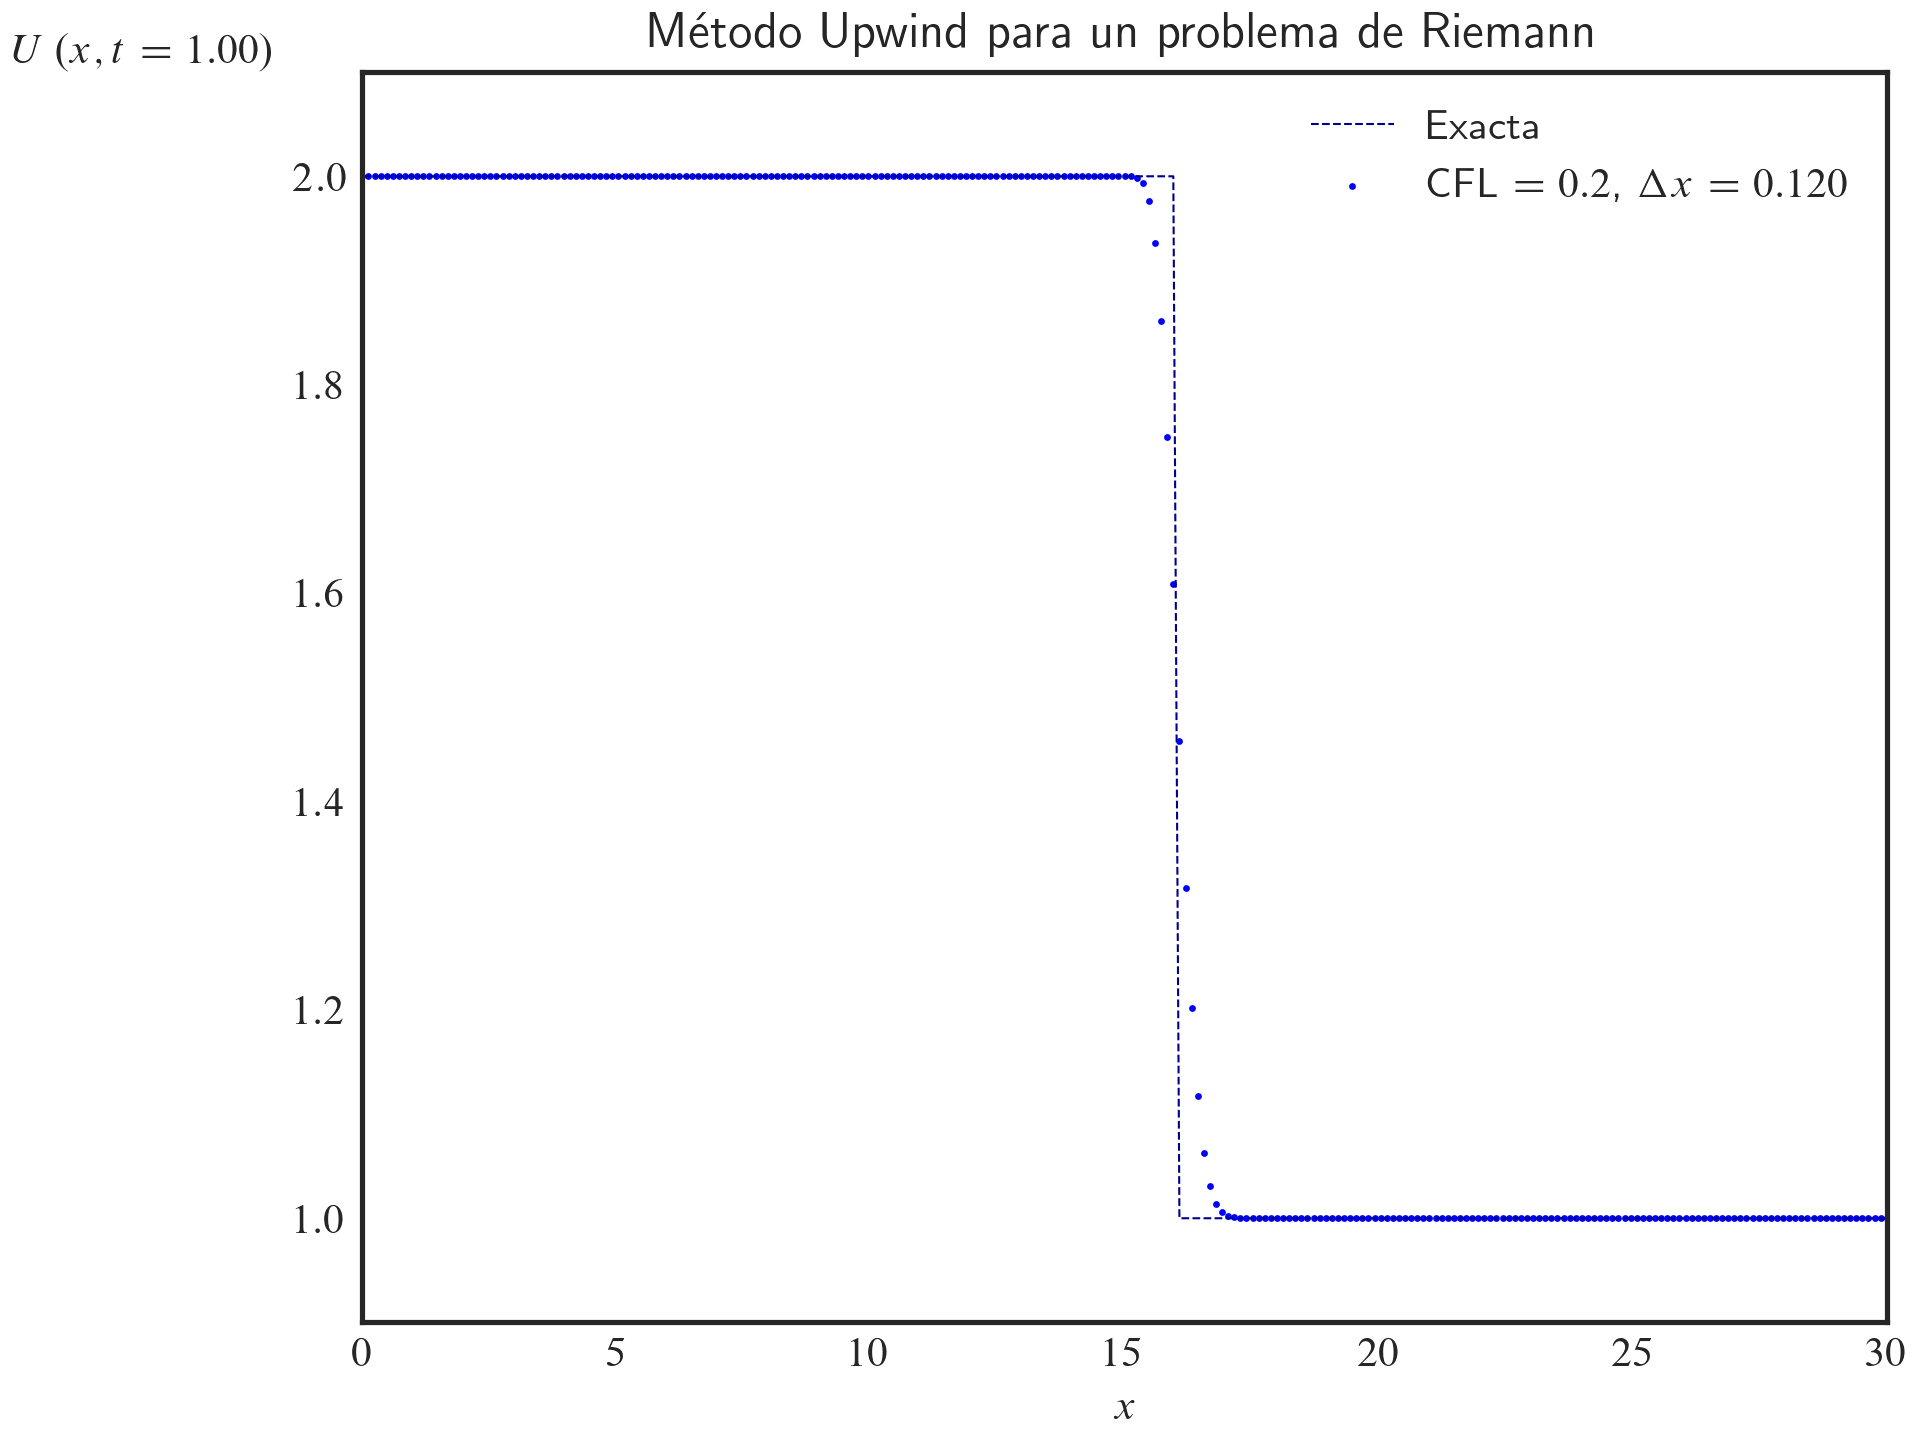 Método Upwind para un problema de Riemann
U (x, t = 1.00)
Exacta
CFL = 0.2, Δx = 0.120
2.0
1.8
1.6
1.4
1.2
1.0
0 5 10 15 20 25 30
x